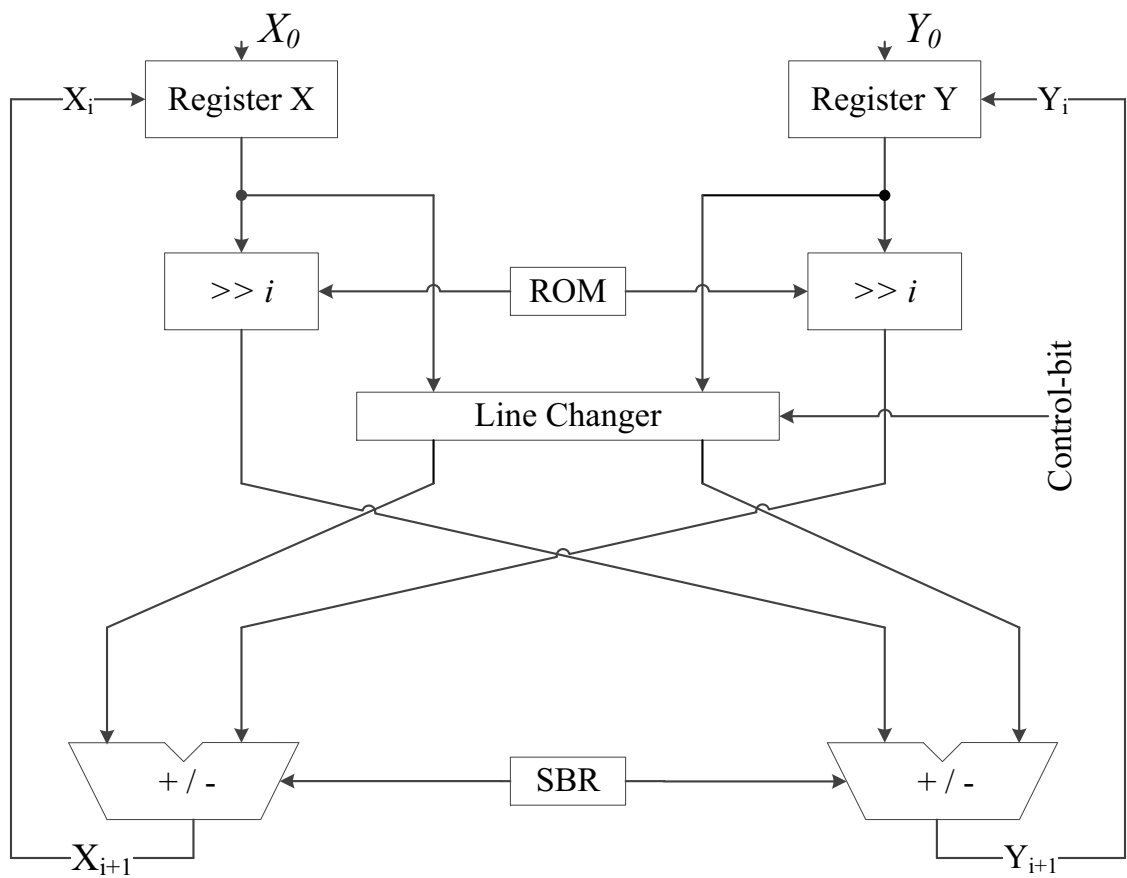 X₀
Y₀
Register X
Register Y
Xᵢ
Yᵢ
>> i
ROM
>> i
Line Changer
Control-bit
+ / -
SBR
+ / -
Xᵢ₊₁
Yᵢ₊₁